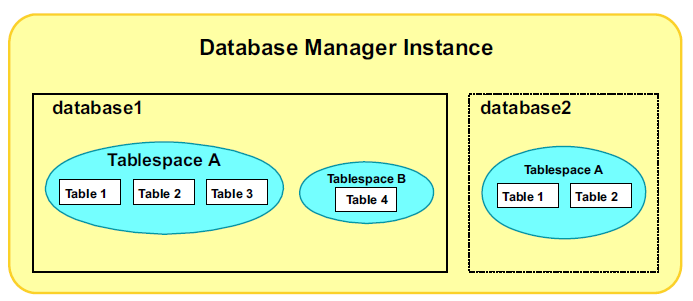 Database Manager Instance
database1
Tablespace A
Table 1
Table 2
Table 3
Tablespace B
Table 4
database2
Tablespace A
Table 1
Table 2